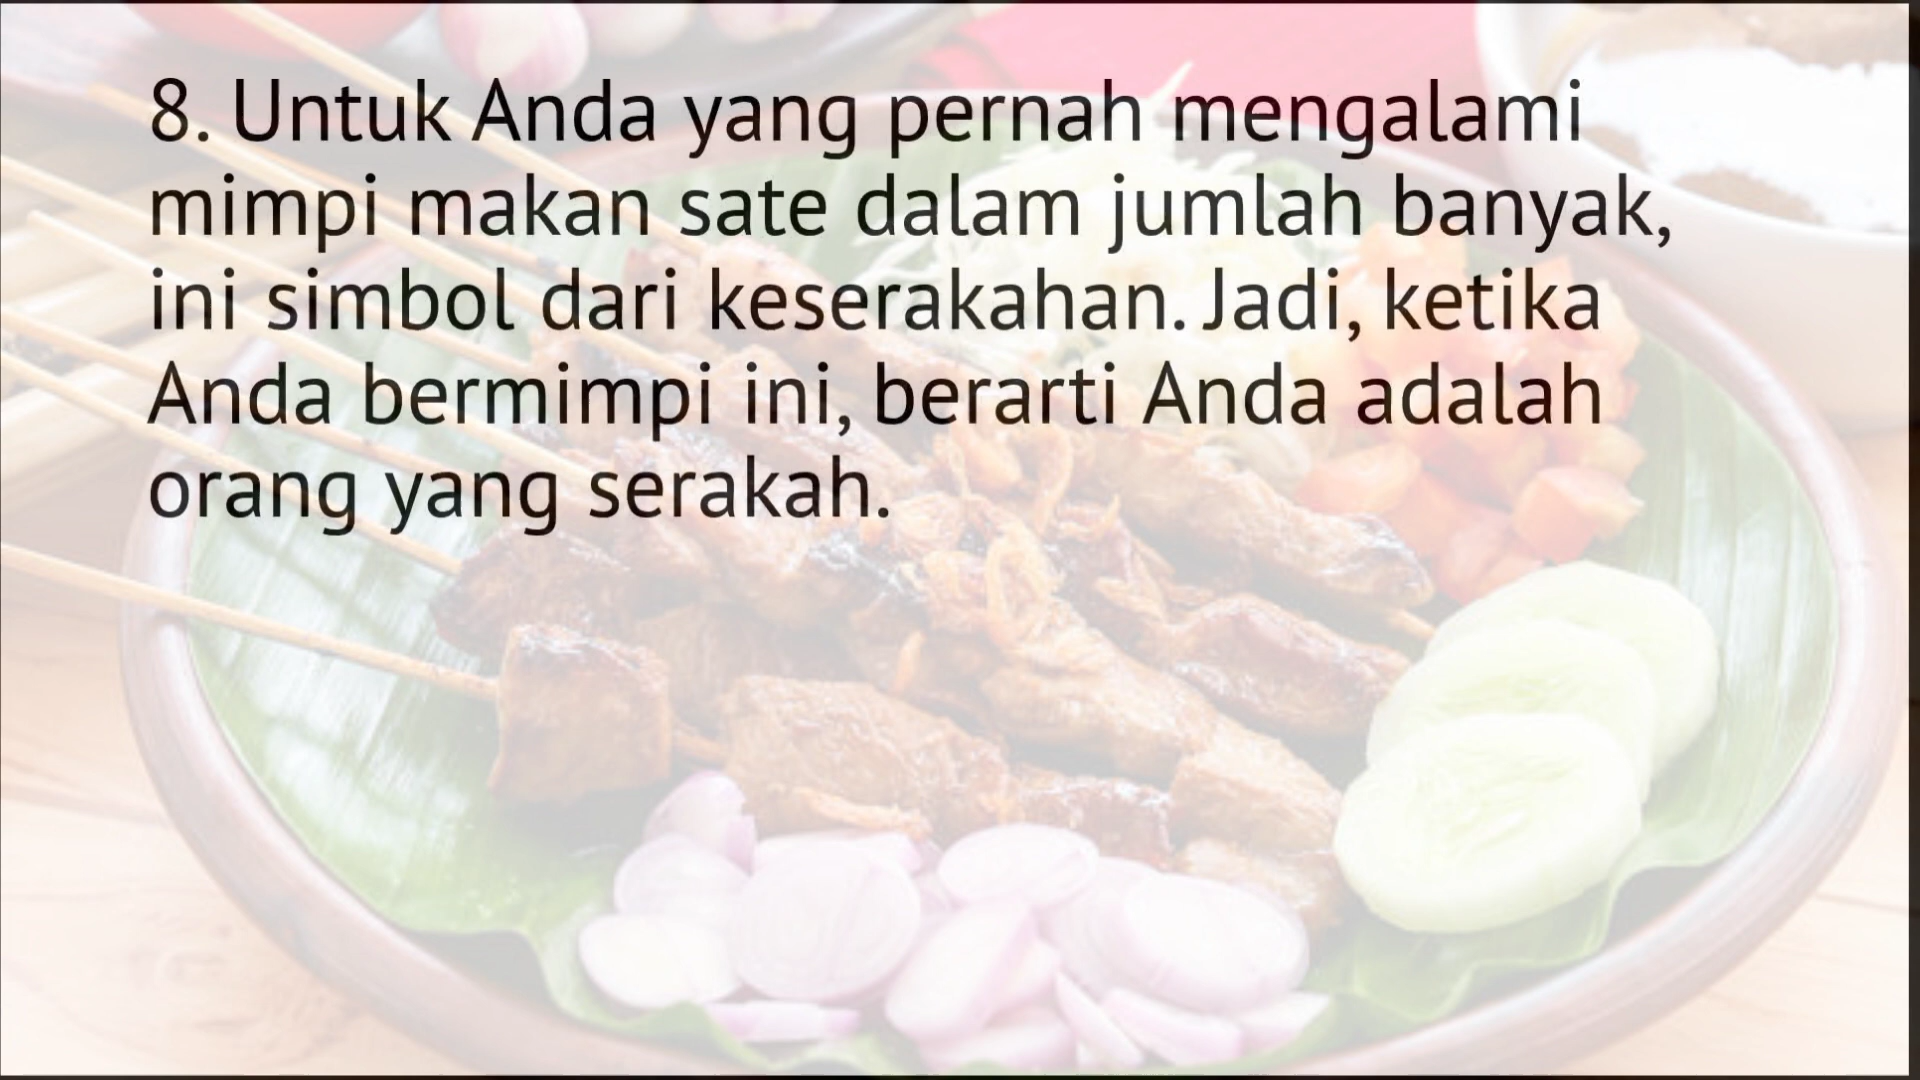 8. Untuk Anda yang pernah mengalami
mimpi makan sate dalam jumlah banyak,
ini simbol dari keserakahan. Jadi, ketika
Anda bermimpi ini, berarti Anda adalah
orang yang serakah.